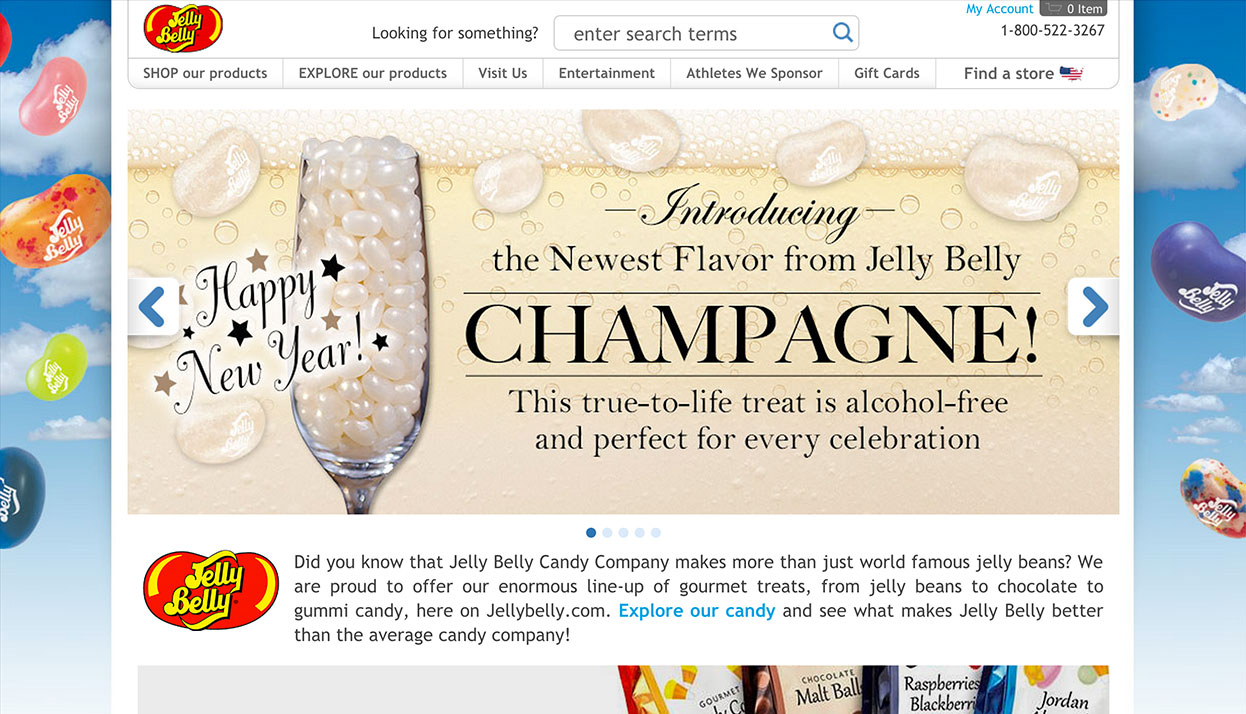 Jelly
Belly
Looking for something?
enter search terms
My Account
0 Item
1-800-522-3267
SHOP our products
EXPLORE our products
Visit Us
Entertainment
Athletes We Sponsor
Gift Cards
Find a store
Happy
New Year!
Introducing
the Newest Flavor from Jelly Belly
CHAMPAGNE!
This true-to-life treat is alcohol-free
and perfect for every celebration
Jelly
Belly
Did you know that Jelly Belly Candy Company makes more than just world famous jelly beans? We
are proud to offer our enormous line-up of gourmet treats, from jelly beans to chocolate to
gummi candy, here on Jellybelly.com. Explore our candy and see what makes Jelly Belly better
than the average candy company!
GOURMET
CHOCOLATE
Malt Balls
Raspberries
Blackberri
Jordan